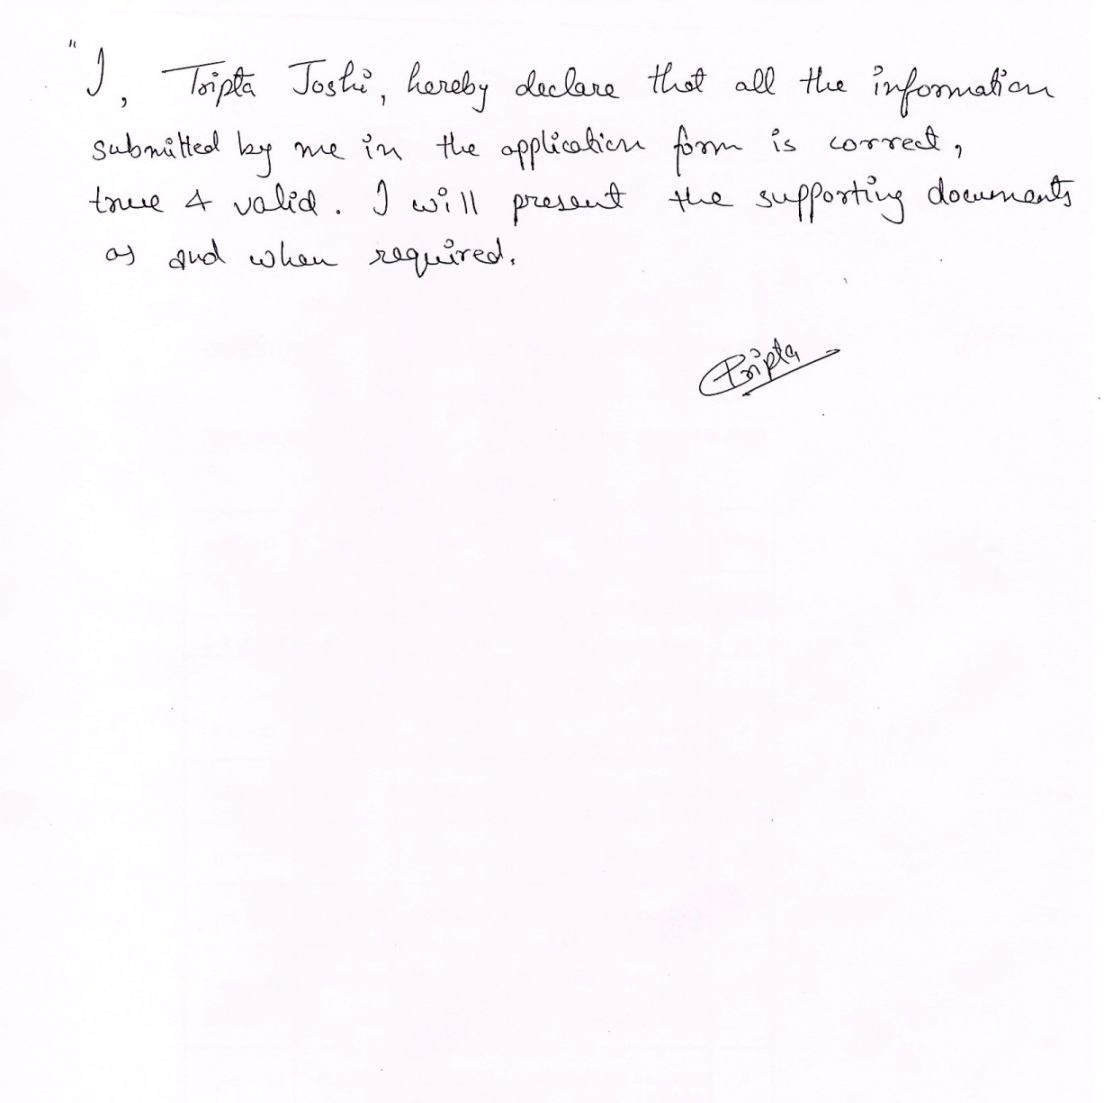 "I, Tripta Joshi, hereby declare that all the information
submitted by me in the application form is correct,
true & valid. I will present the supporting documents
as and when required.
Tripta